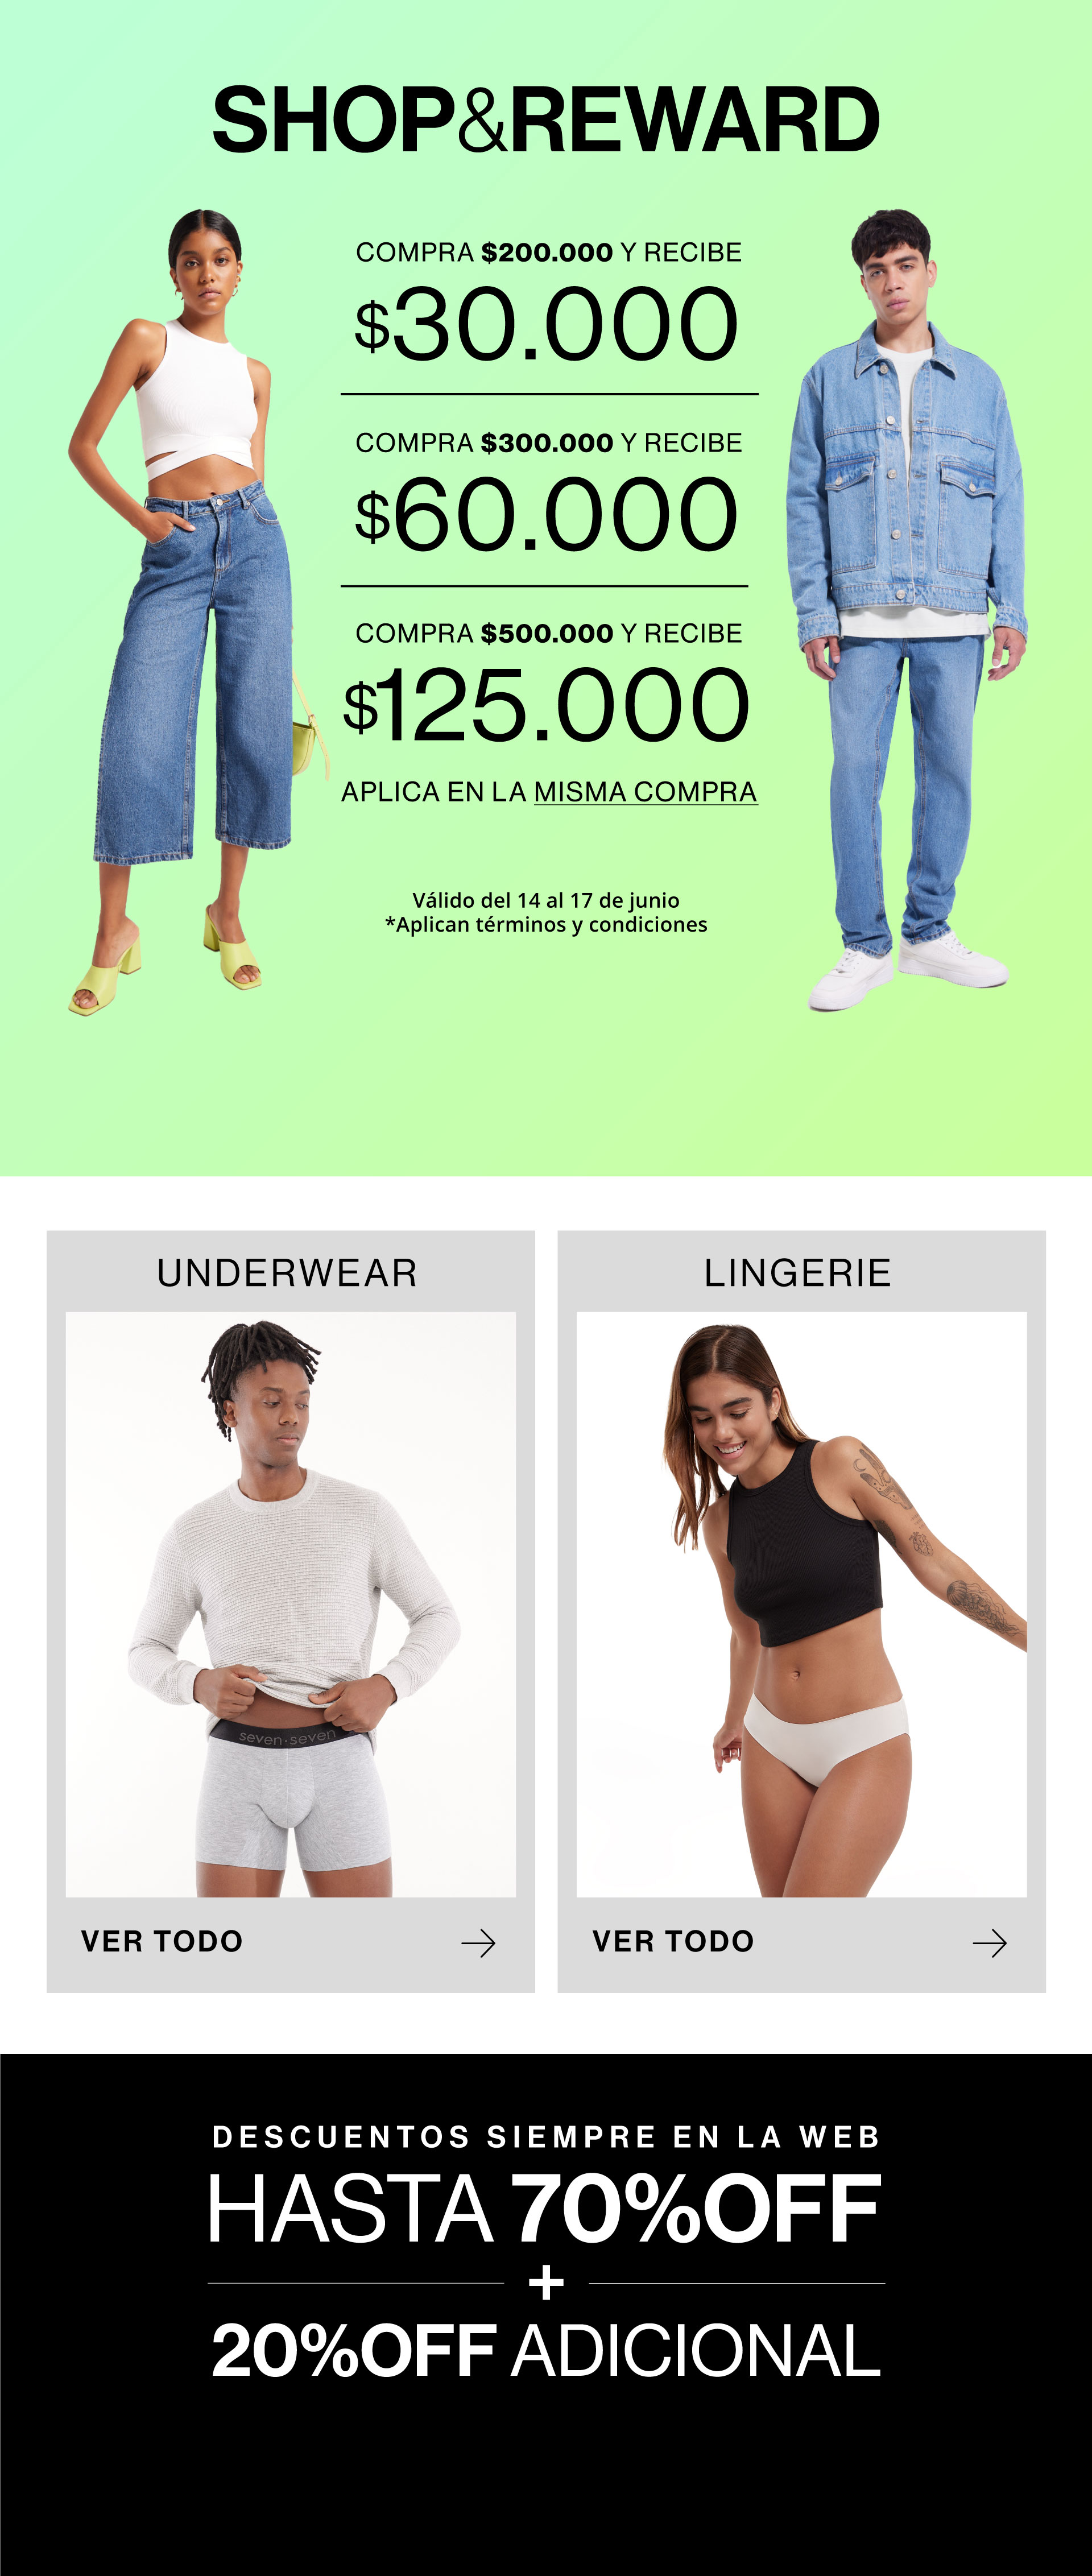 SHOP&REWARD
COMPRA $200.000 Y RECIBE
$30.000
COMPRA $300.000 Y RECIBE
$60.000
COMPRA $500.000 Y RECIBE
$125.000
APLICA EN LA MISMA COMPRA
Válido del 14 al 17 de junio
*Aplican términos y condiciones
UNDERWEAR
seven·seven
VER TODO
LINGERIE
VER TODO
DESCUENTOS SIEMPRE EN LA WEB
HASTA 70%OFF
+
20%OFF ADICIONAL